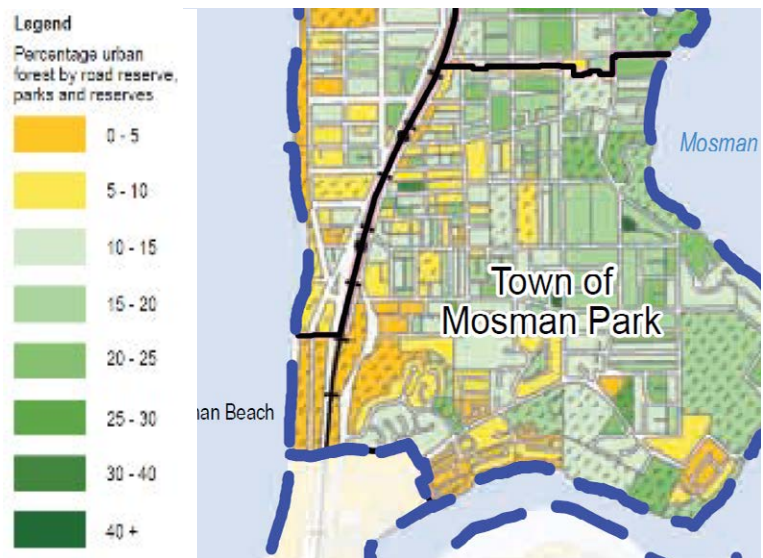 Legend
Percentage urban
forest by road reserve,
parks and reserves
0 - 5
5 - 10
10 - 15
15 - 20
20 - 25
25 - 30
30 - 40
40 +
Mosman
Town of
Mosman Park
nan Beach